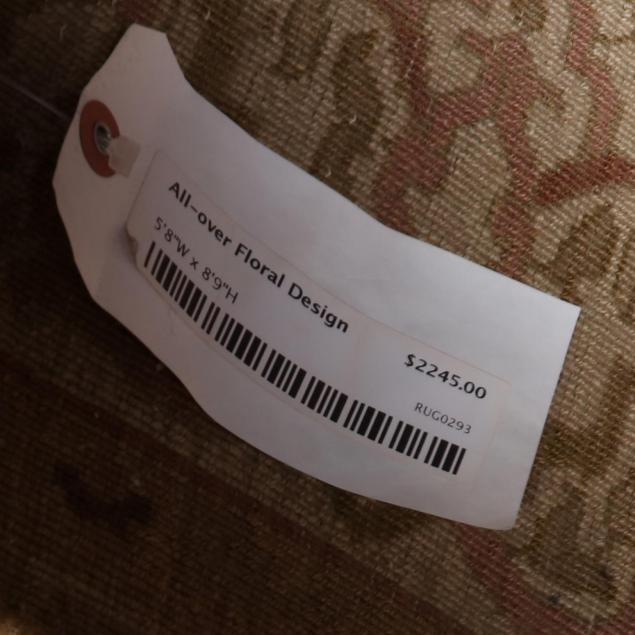 All-over Floral Design
5'8"W x 8'9"H
$2245.00
RUG0293